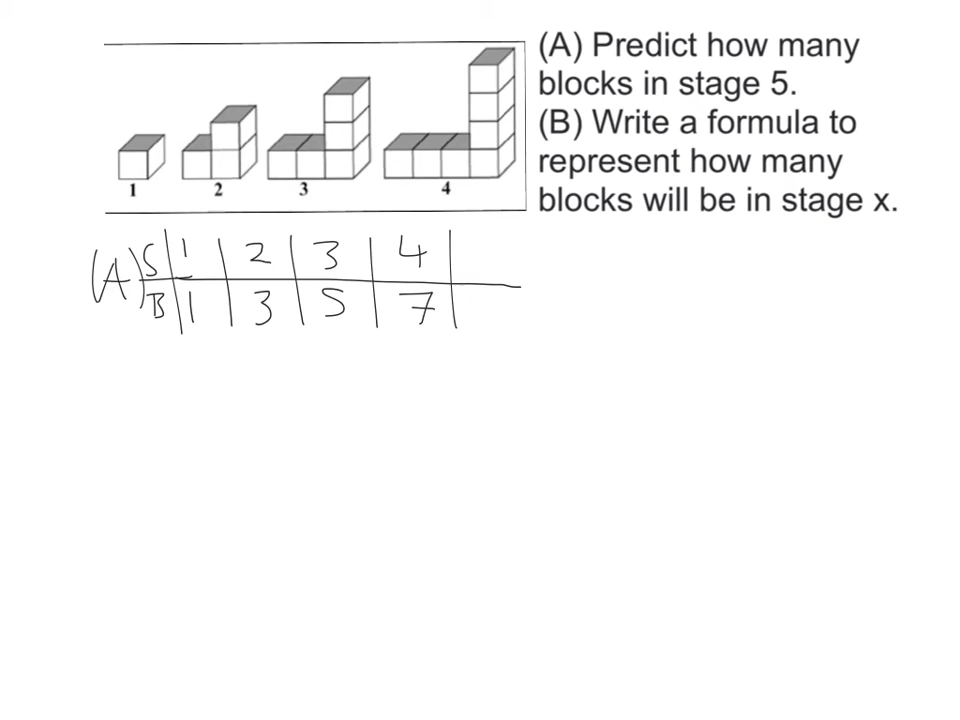 (A) Predict how many
blocks in stage 5.
(B) Write a formula to
represent how many
blocks will be in stage x.
1 2 3 4
(A) S 1 2 3 4
B 1 3 5 7